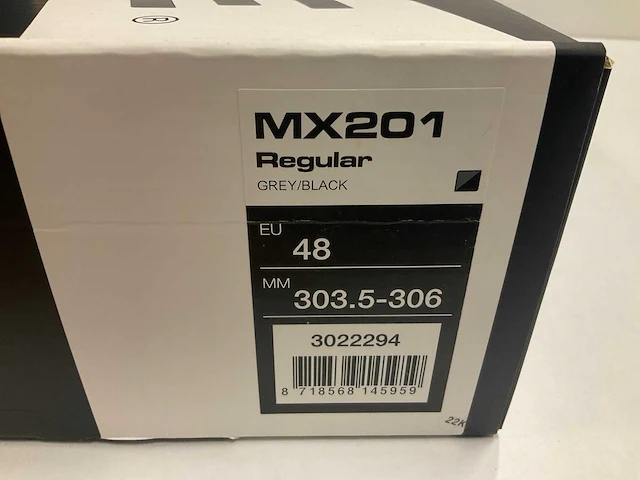 ®
MX201
Regular
GREY/BLACK
EU
48
MM
303.5-306
3022294
8 718568 145959
22K